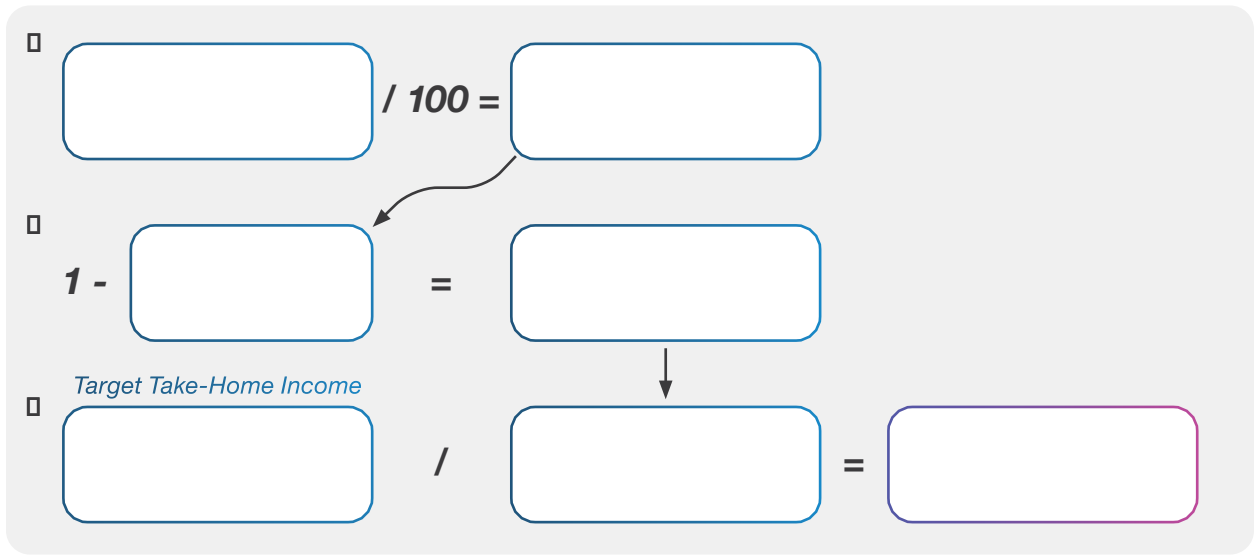 / 100 =
1 - =
Target Take-Home Income
/ =